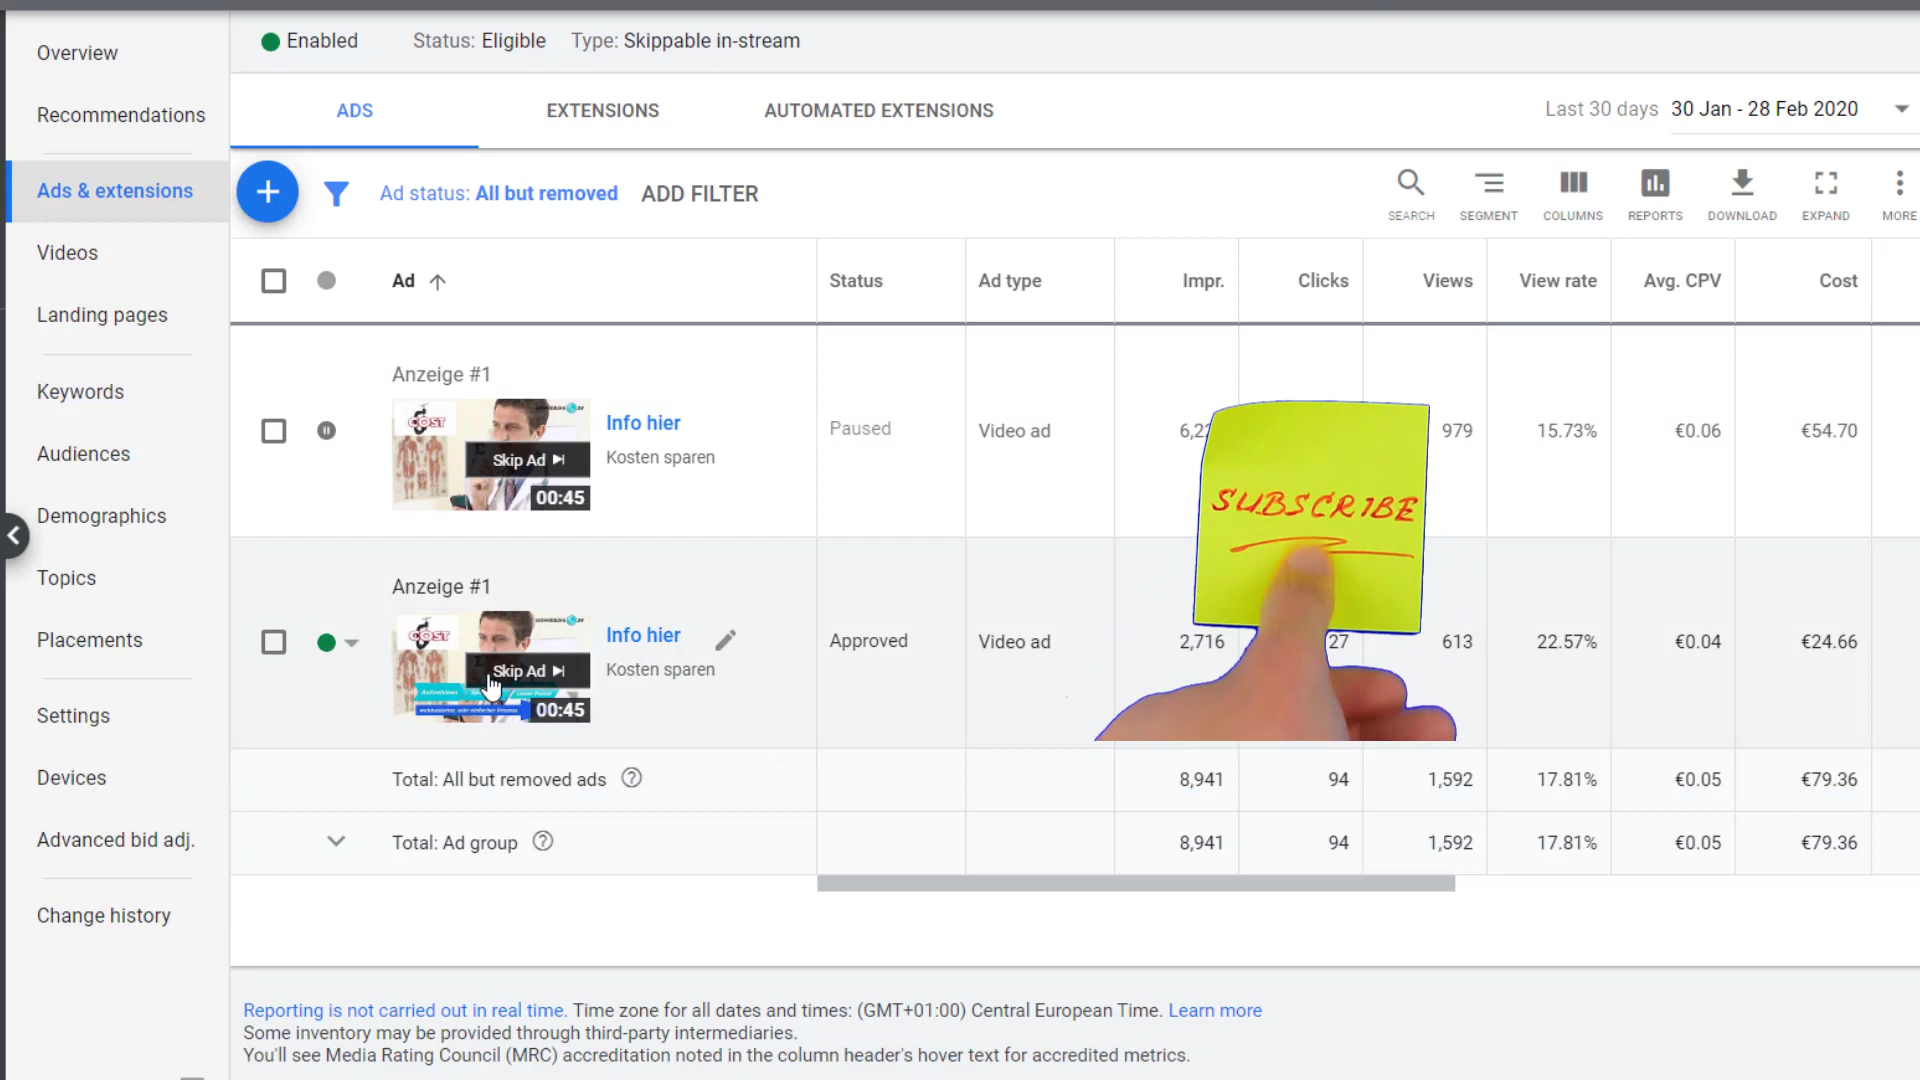 Enabled Status: Eligible Type: Skippable in-stream
ADS EXTENSIONS AUTOMATED EXTENSIONS Last 30 days 30 Jan - 28 Feb 2020
Ad status: All but removed ADD FILTER
SEARCH SEGMENT COLUMNS REPORTS DOWNLOAD EXPAND MORE
Overview
Recommendations
Ads & extensions
Videos
Landing pages
Keywords
Audiences
Demographics
Topics
Placements
Settings
Devices
Advanced bid adj.
Change history
Ad Status Ad type Impr. Clicks Views View rate Avg. CPV Cost
Anzeige #1
COST
Info hier
Kosten sparen
Skip Ad
00:45
Paused Video ad 6,22 979 15.73% €0.06 €54.70
SUBSCRIBE
Anzeige #1
COST
Info hier
Kosten sparen
Skip Ad
Aufnehmen
00:45
Approved Video ad 2,716 27 613 22.57% €0.04 €24.66
Total: All but removed ads 8,941 94 1,592 17.81% €0.05 €79.36
Total: Ad group 8,941 94 1,592 17.81% €0.05 €79.36
Reporting is not carried out in real time. Time zone for all dates and times: (GMT+01:00) Central European Time. Learn more
Some inventory may be provided through third-party intermediaries.
You'll see Media Rating Council (MRC) accreditation noted in the column header's hover text for accredited metrics.